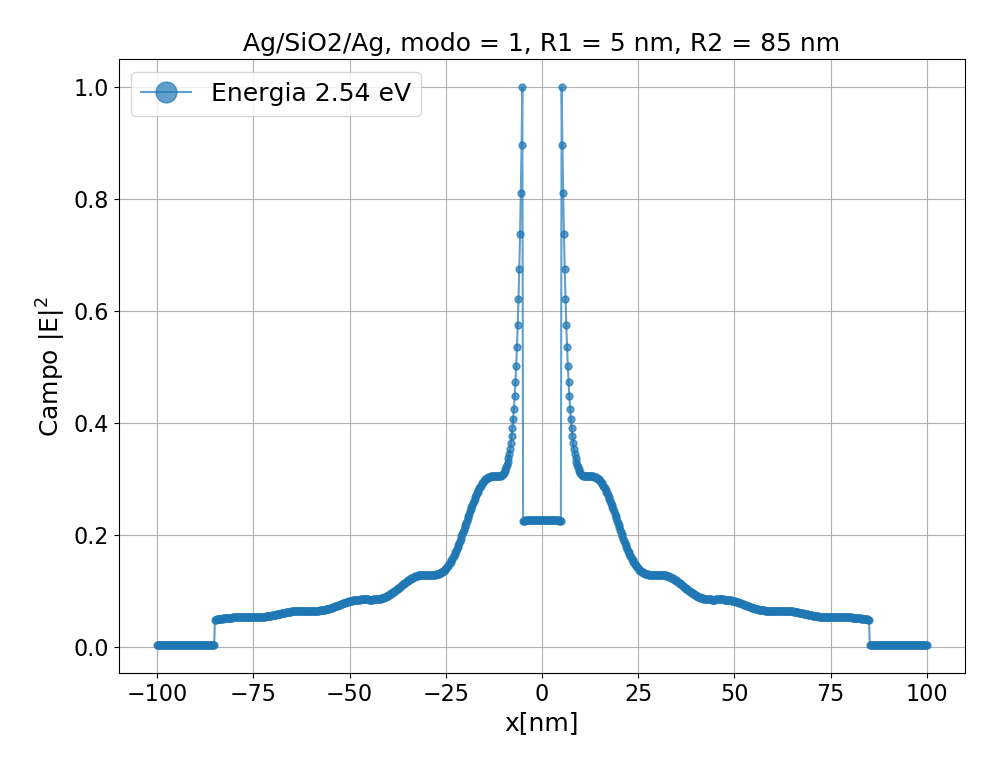 Ag/SiO2/Ag, modo = 1, R1 = 5 nm, R2 = 85 nm
Energia 2.54 eV
Campo |E|²
1.0
0.8
0.6
0.4
0.2
0.0
−100 −75 −50 −25 0 25 50 75 100
x[nm]